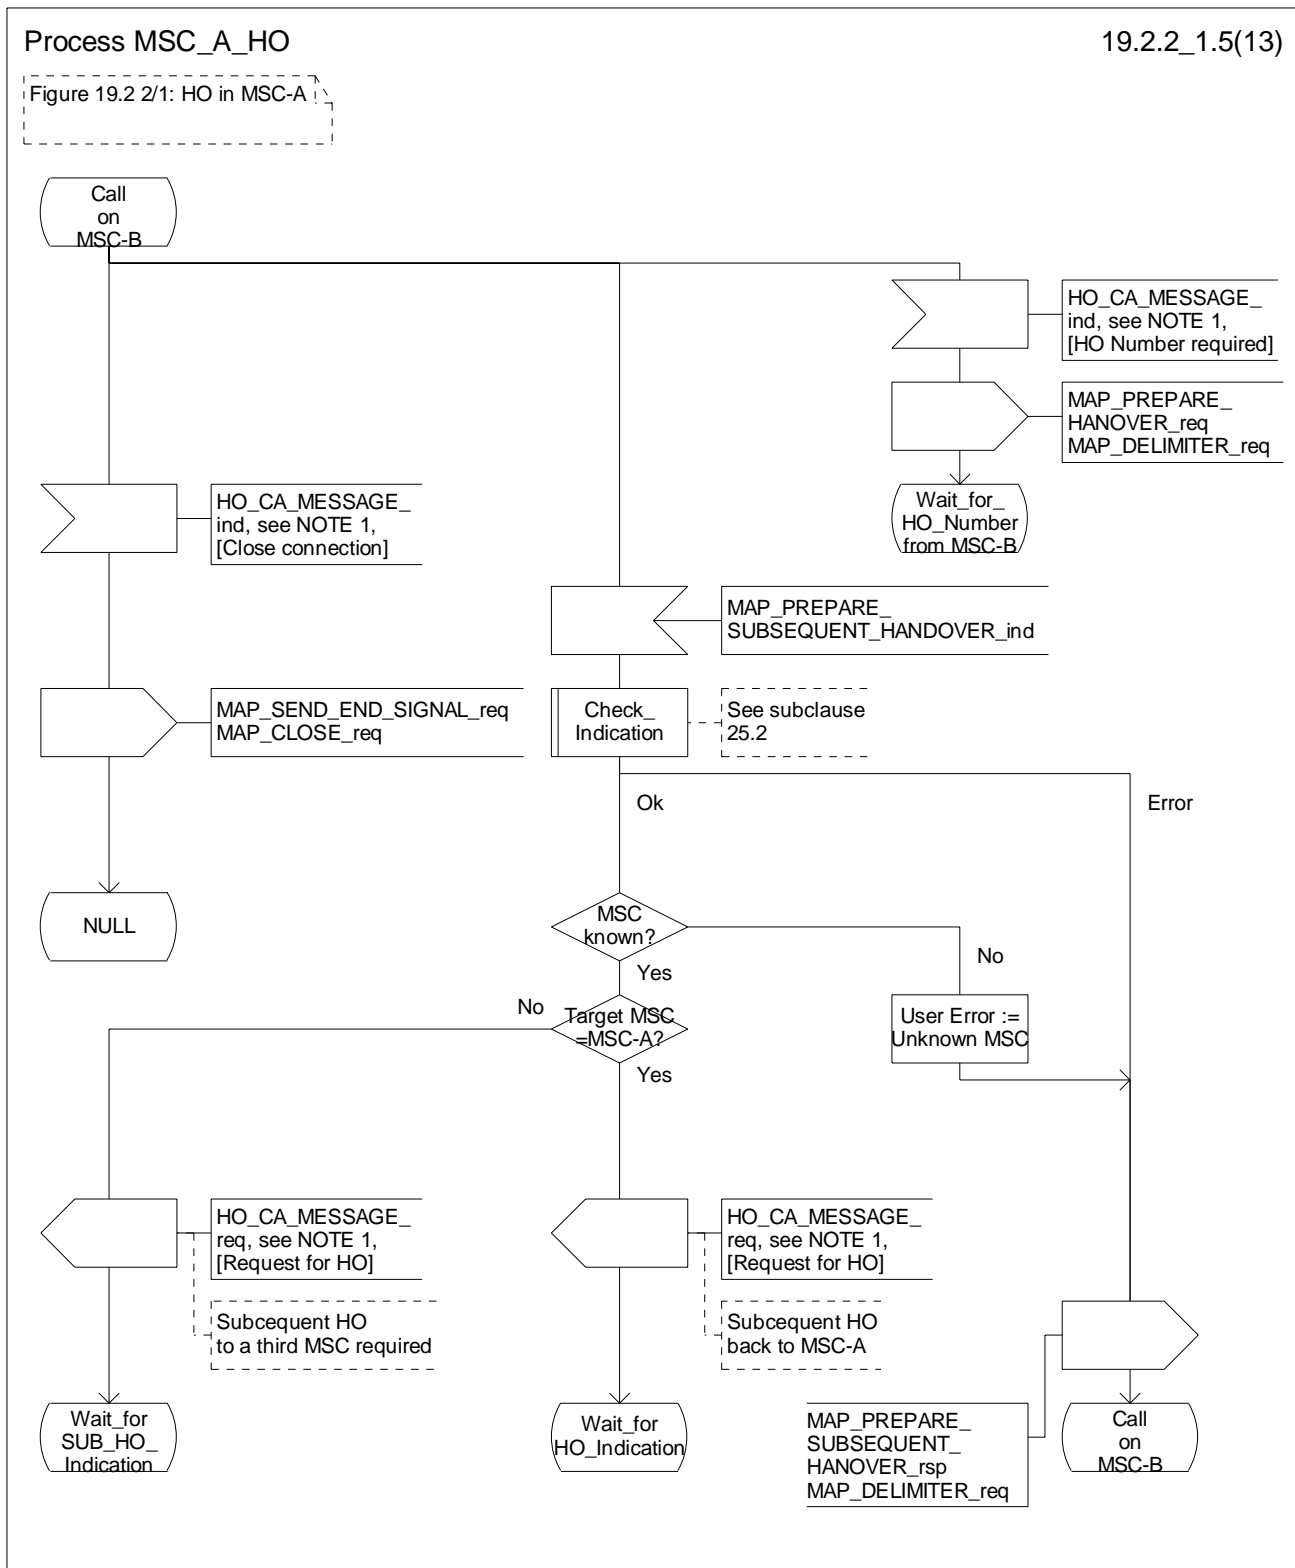 Process MSC_A_HO
19.2.2_1.5(13)
Figure 19.2 2/1: HO in MSC-A
Call
on
MSC-B
HO_CA_MESSAGE_
ind, see NOTE 1,
[HO Number required]
MAP_PREPARE_
HANOVER_req
MAP_DELIMITER_req
Wait_for_
HO_Number
from MSC-B
HO_CA_MESSAGE_
ind, see NOTE 1,
[Close connection]
MAP_PREPARE_
SUBSEQUENT_HANDOVER_ind
MAP_SEND_END_SIGNAL_req
MAP_CLOSE_req
Check_
Indication
See subclause
25.2
Ok
Error
NULL
MSC
known?
No
Yes
No
Target MSC
=MSC-A?
User Error :=
Unknown MSC
Yes
HO_CA_MESSAGE_
req, see NOTE 1,
[Request for HO]
HO_CA_MESSAGE_
req, see NOTE 1,
[Request for HO]
Subcequent HO
to a third MSC required
Subcequent HO
back to MSC-A
Wait_for
SUB_HO_
Indication
Wait_for
HO_Indication
MAP_PREPARE_
SUBSEQUENT_
HANOVER_rsp
MAP_DELIMITER_req
Call
on
MSC-B